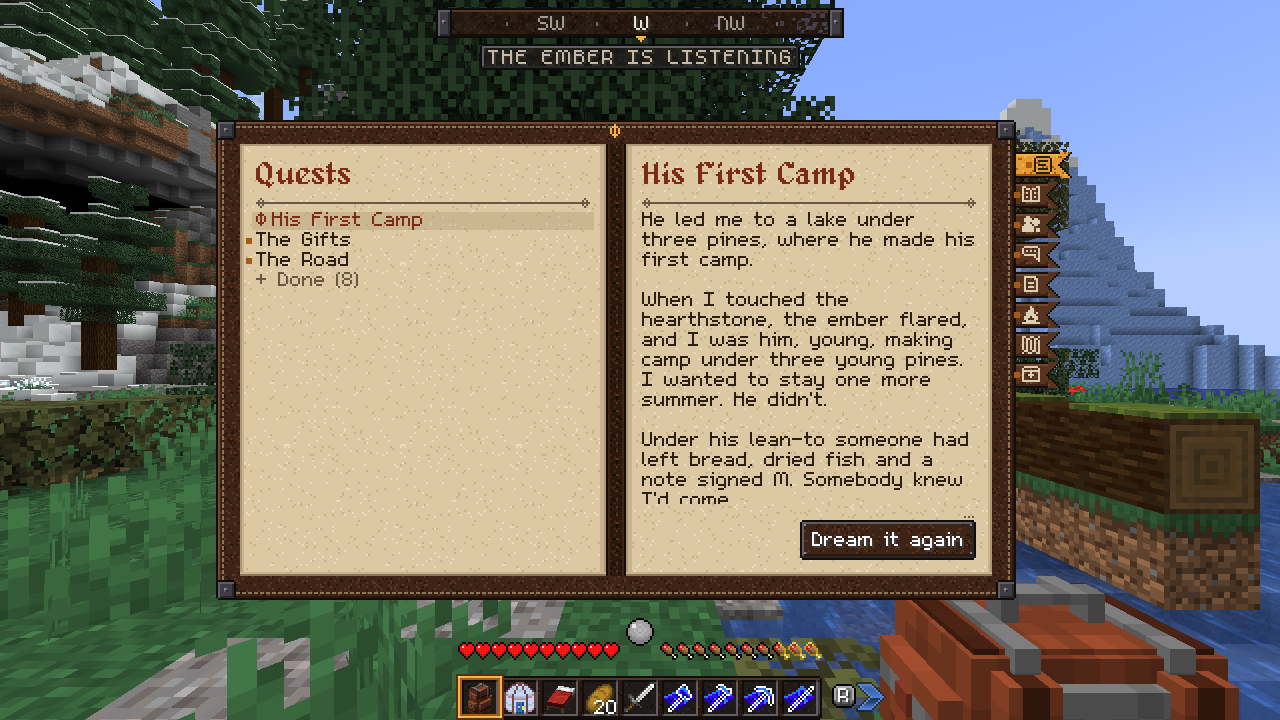 SW W NW
THE EMBER IS LISTENING
Quests
His First Camp
The Gifts
The Road
+ Done (8)
His First Camp
He led me to a lake under
three pines, where he made his
first camp.
When I touched the
hearthstone, the ember flared,
and I was him, young, making
camp under three young pines.
I wanted to stay one more
summer. He didn't.
Under his lean-to someone had
left bread, dried fish and a
note signed M. Somebody knew
I'd come
...
Dream it again
20
R